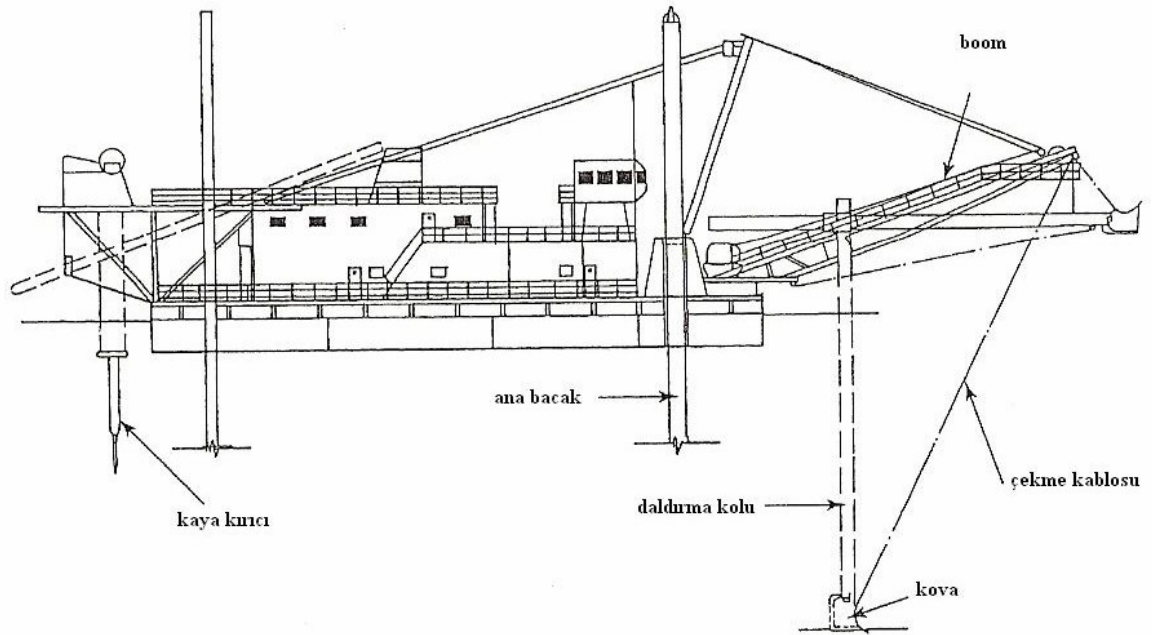 boom
ana bacak
çekme kablosu
daldırma kolu
kaya kırıcı
kova